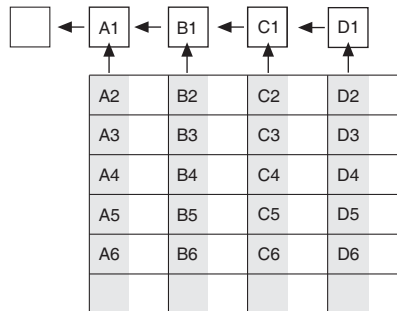 A1 B1 C1 D1
A2 B2 C2 D2
A3 B3 C3 D3
A4 B4 C4 D4
A5 B5 C5 D5
A6 B6 C6 D6